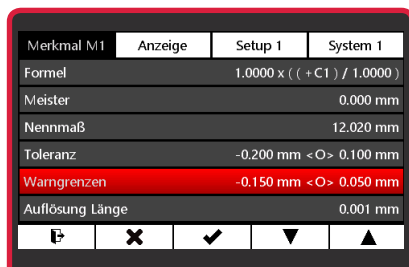 Merkmal M1 Anzeige Setup 1 System 1
Formel 1.0000 x ( ( +C1 ) / 1.0000 )
Meister 0.000 mm
Nennmaß 12.020 mm
Toleranz -0.200 mm <O> 0.100 mm
Warngrenzen -0.150 mm <O> 0.050 mm
Auflösung Länge 0.001 mm